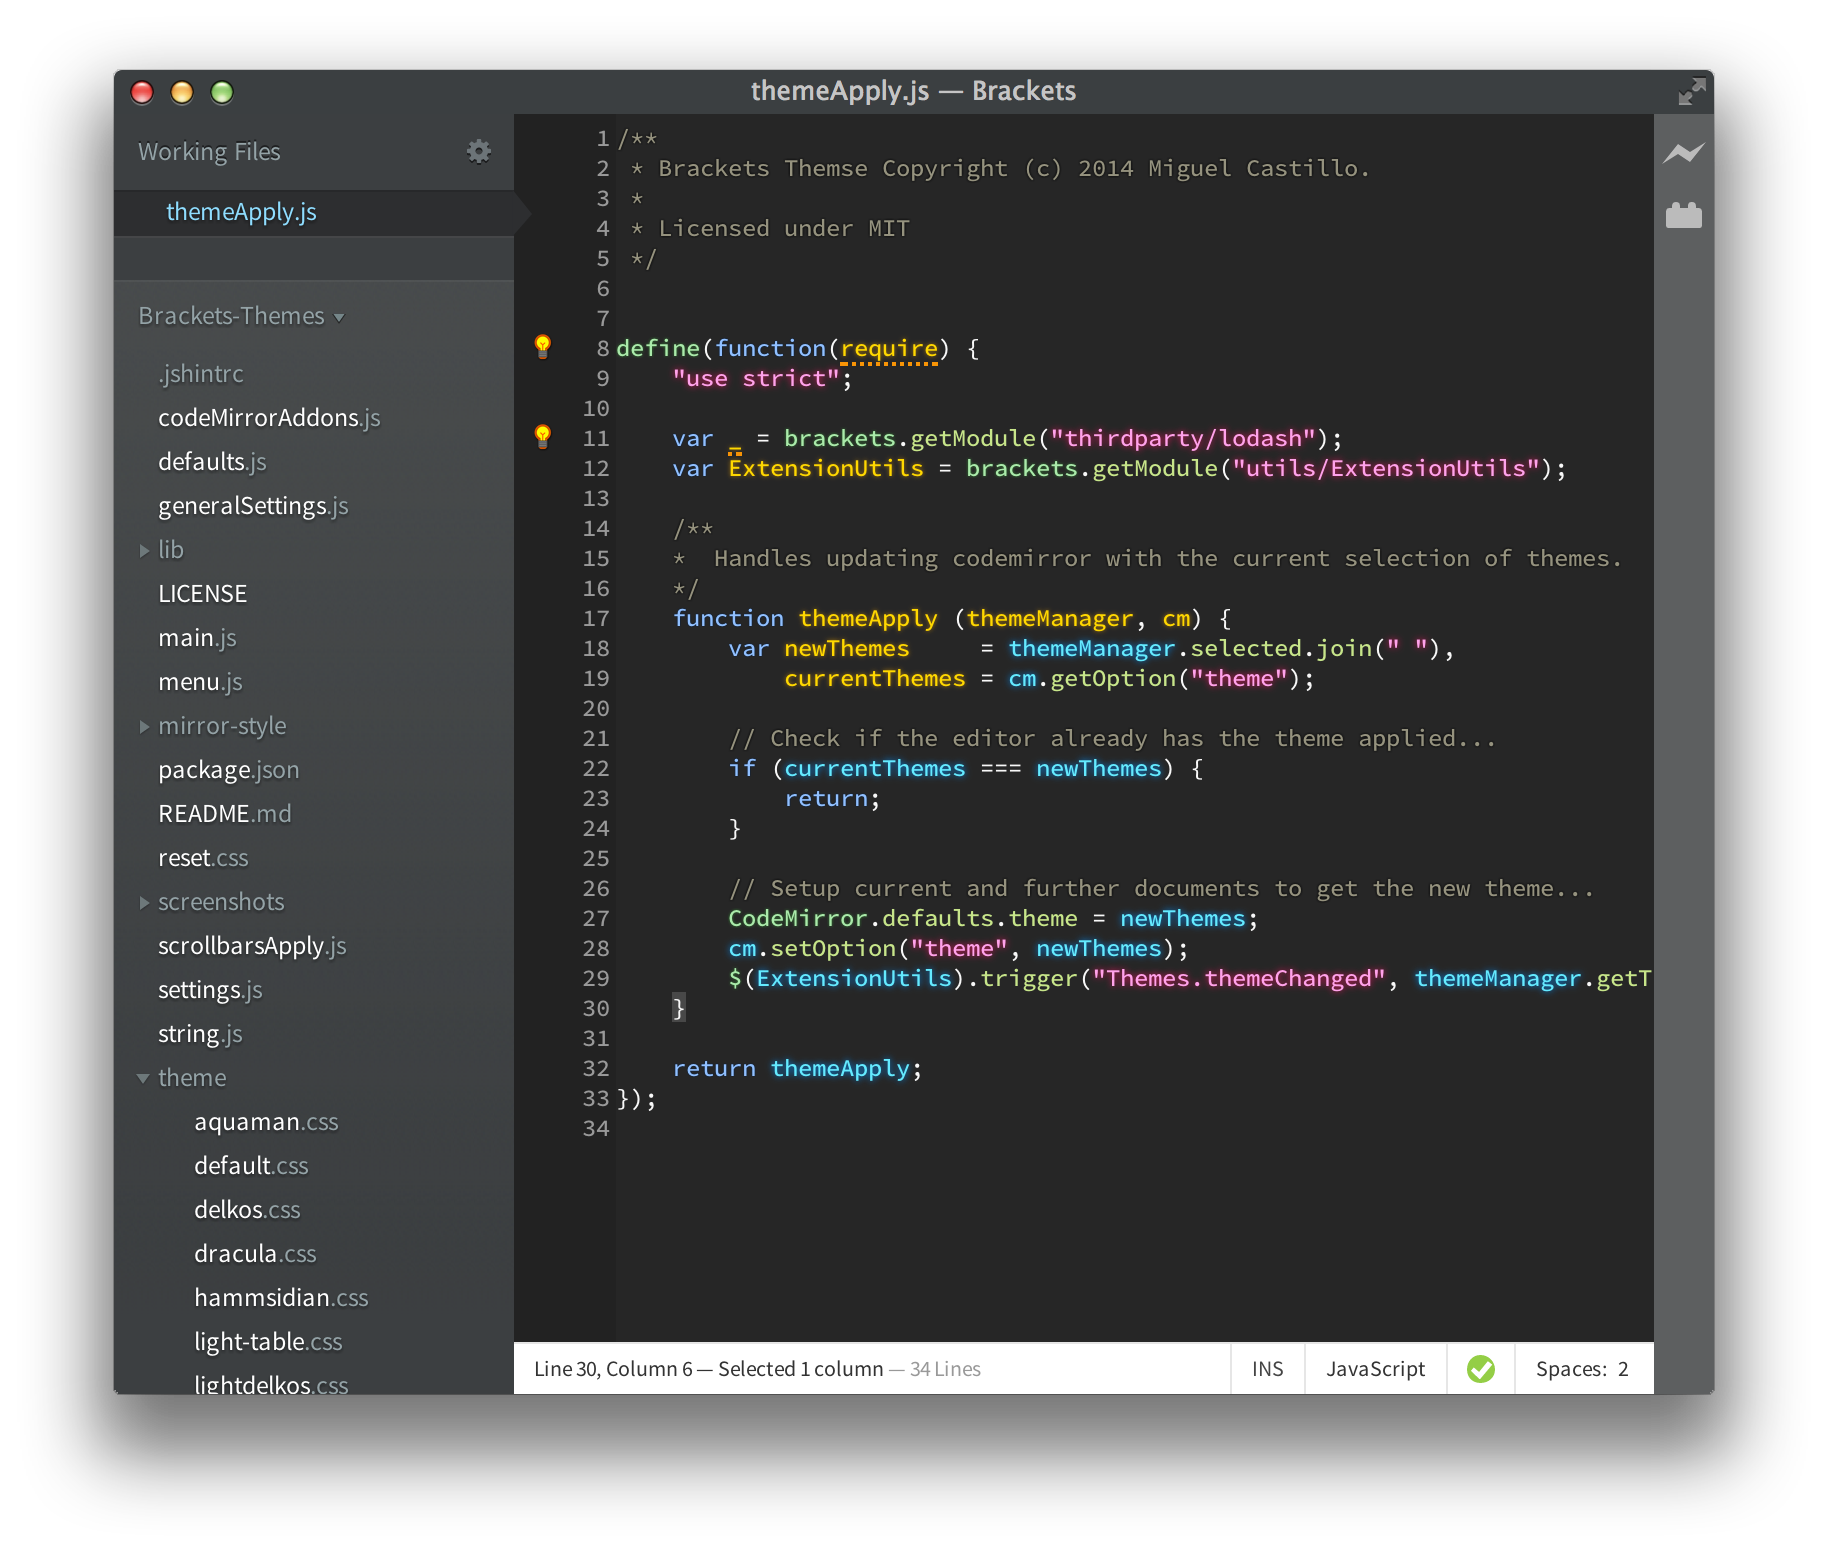 themeApply.js — Brackets
Working Files
themeApply.js
Brackets-Themes
.jshintrc
codeMirrorAddons.js
defaults.js
generalSettings.js
lib
LICENSE
main.js
menu.js
mirror-style
package.json
README.md
reset.css
screenshots
scrollbarsApply.js
settings.js
string.js
theme
aquaman.css
default.css
delkos.css
dracula.css
hammsidian.css
light-table.css
lightdelkos.css
1 /**
2  * Brackets Themse Copyright (c) 2014 Miguel Castillo.
3  *
4  * Licensed under MIT
5  */
6
7
8 define(function(require) {
9     "use strict";
10
11     var _ = brackets.getModule("thirdparty/lodash");
12     var ExtensionUtils = brackets.getModule("utils/ExtensionUtils");
13
14     /**
15     *  Handles updating codemirror with the current selection of themes.
16     */
17     function themeApply (themeManager, cm) {
18         var newThemes     = themeManager.selected.join(" "),
19             currentThemes = cm.getOption("theme");
20
21         // Check if the editor already has the theme applied...
22         if (currentThemes === newThemes) {
23             return;
24         }
25
26         // Setup current and further documents to get the new theme...
27         CodeMirror.defaults.theme = newThemes;
28         cm.setOption("theme", newThemes);
29         $(ExtensionUtils).trigger("Themes.themeChanged", themeManager.getT
30     }
31
32     return themeApply;
33 });
34
Line 30, Column 6 — Selected 1 column — 34 Lines
INS
JavaScript
Spaces: 2